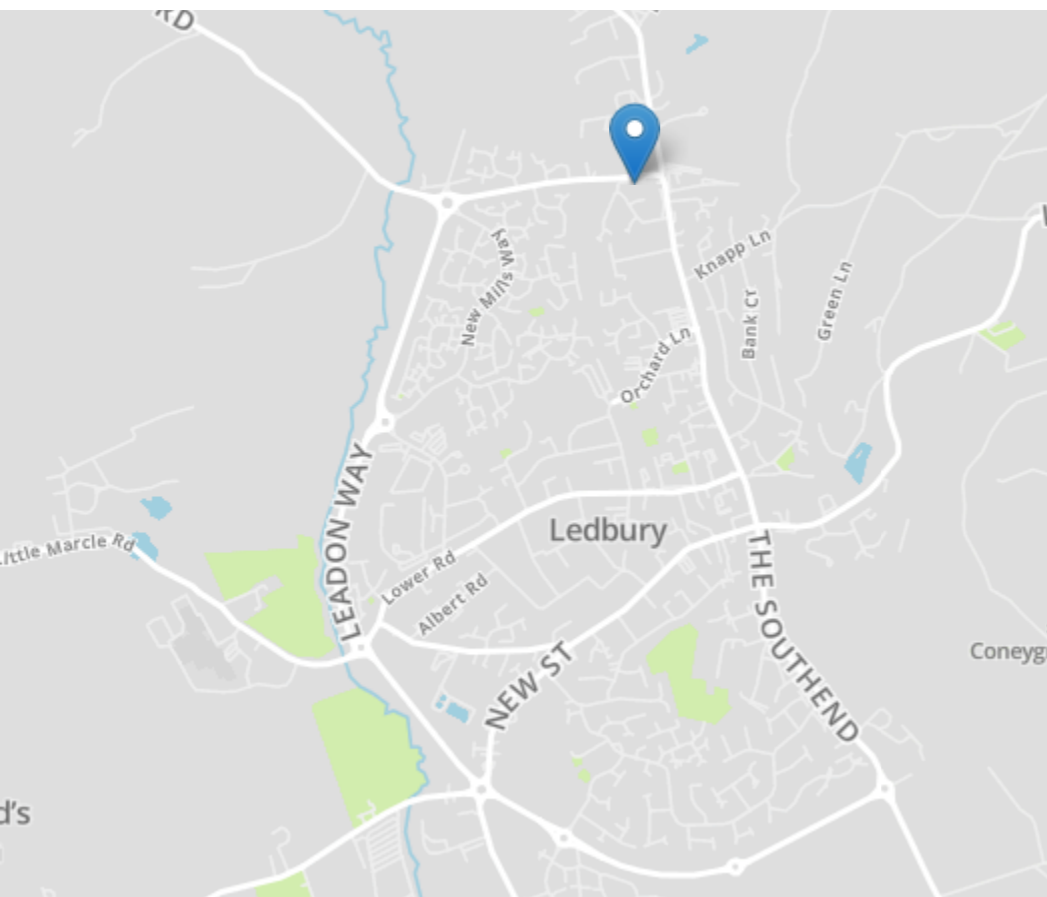 RD
Knapp Ln
New Mills Way
Bank Cr
Green Ln
Orchard Ln
LEADON WAY
Ledbury
Little Marcle Rd
Lower Rd
Albert Rd
THE SOUTHEND
NEW ST
Coneygr
d's